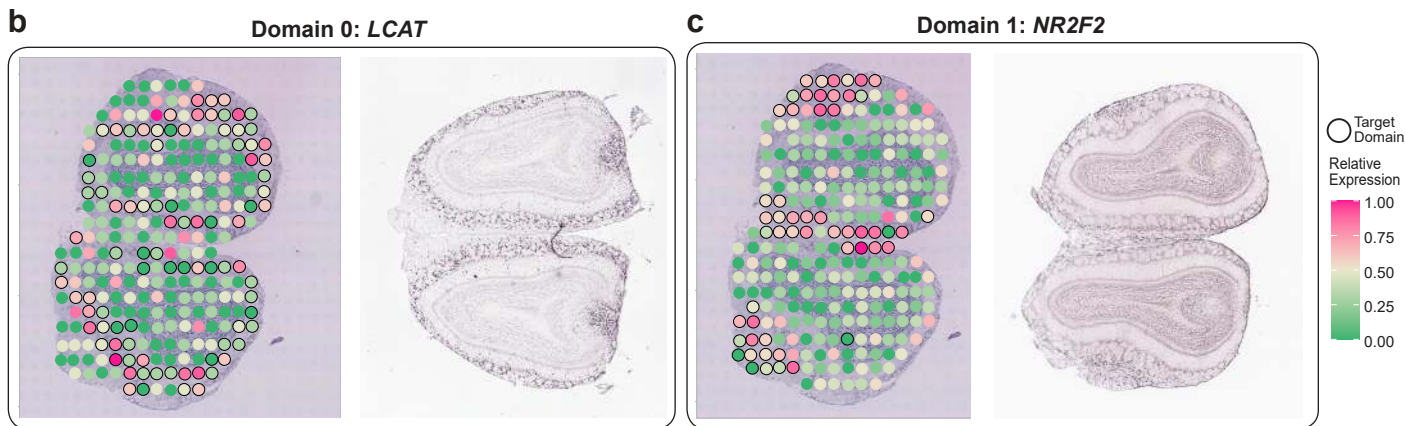 b
Domain 0: LCAT
c
Domain 1: NR2F2
Target
Domain
Relative
Expression
1.00
0.75
0.50
0.25
0.00